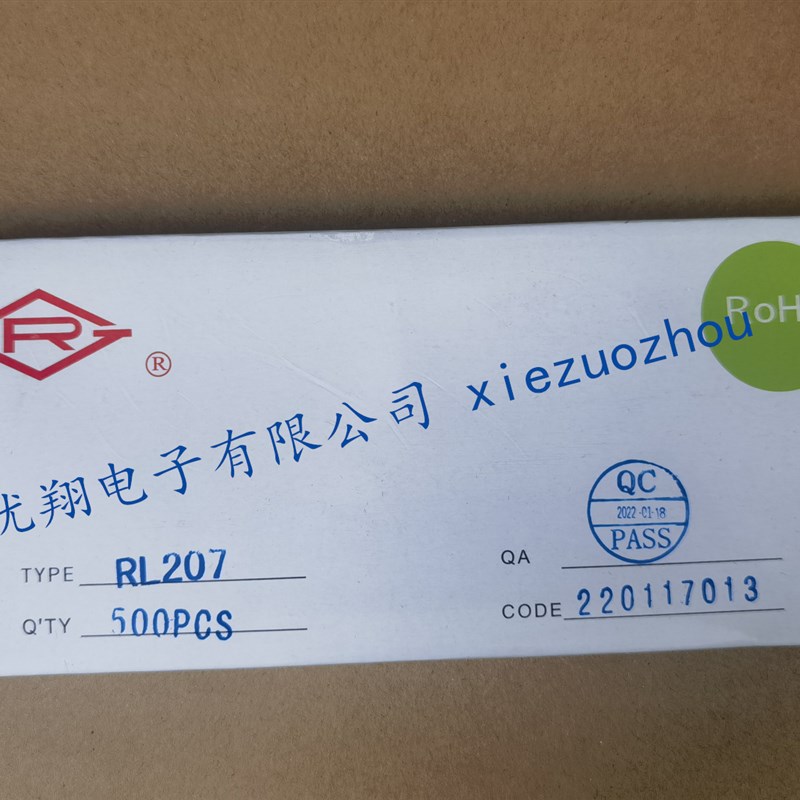 R
®
RoH
优翔电子有限公司 xiezuozhou
QC
2022-01-18
PASS
TYPE RL207
QA
Q'TY 500PCS
CODE 220117013